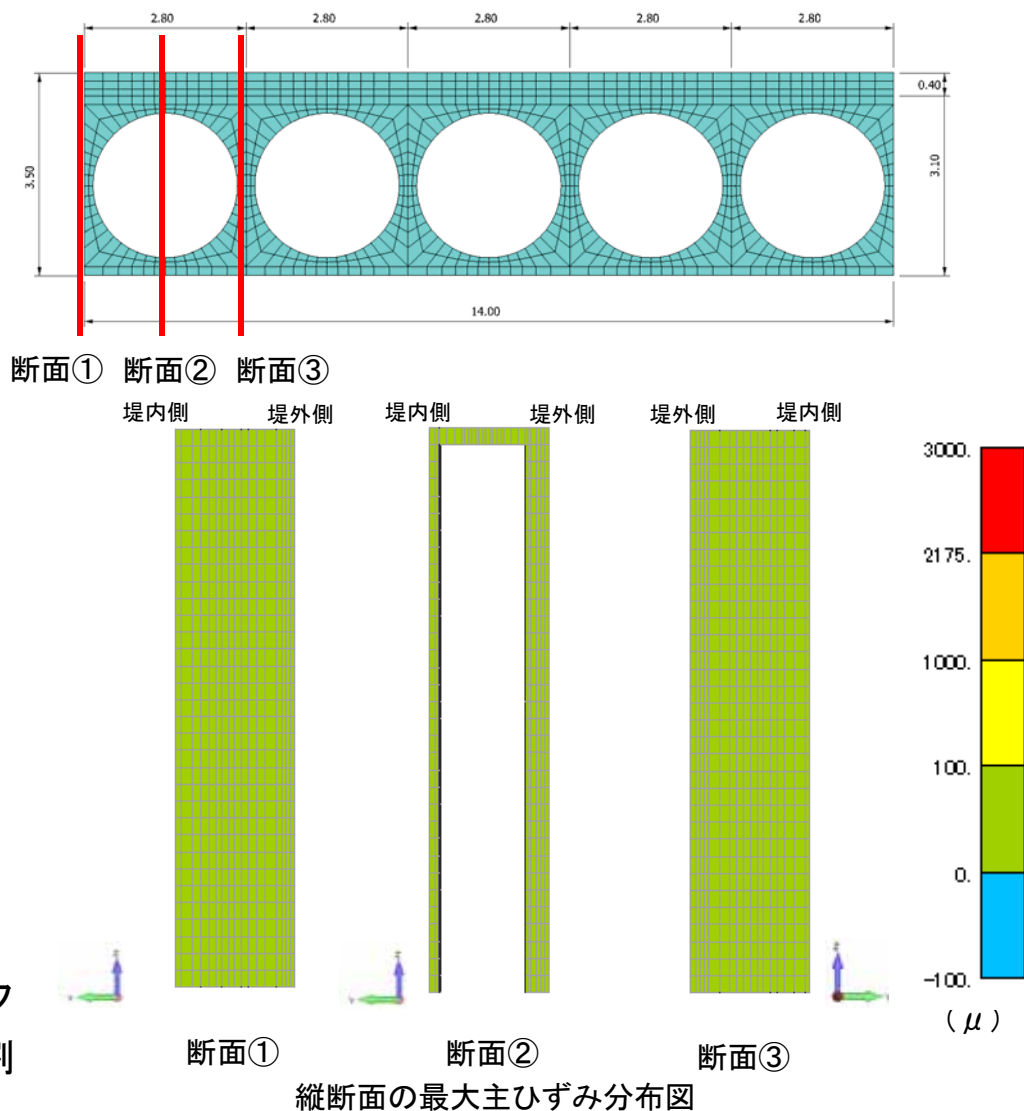 2.80 2.80 2.80 2.80 2.80
0.40
3.50
3.10
14.00
断面① 断面② 断面③
堤内側 堤外側 堤内側 堤外側 堤外側 堤内側
3000.
2175.
1000.
100.
0.
-100.
(μ)
断面① 断面② 断面③
縦断面の最大主ひずみ分布図